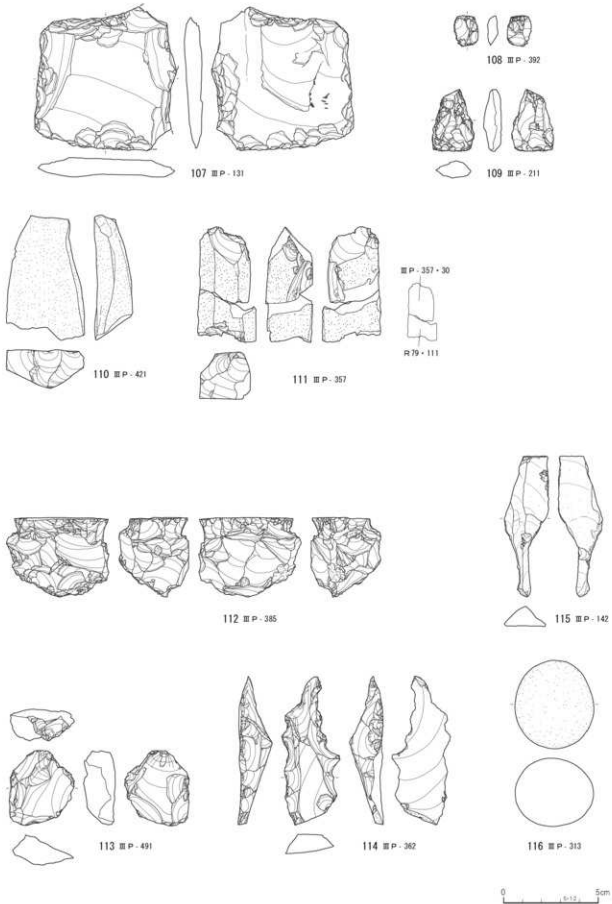 108 Ⅲ P - 392
107 Ⅲ P - 131
109 Ⅲ P - 211
Ⅲ P - 357・30
110 Ⅲ P - 421
111 Ⅲ P - 357
R79・111
112 Ⅲ P - 385
115 Ⅲ P - 142
113 Ⅲ P - 491
114 Ⅲ P - 362
116 Ⅲ P - 313
0 5cm